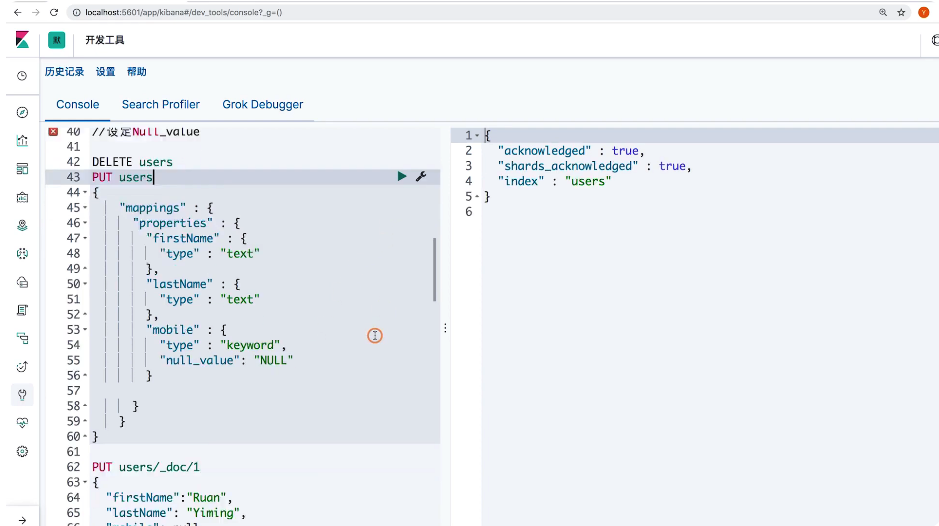 localhost:5601/app/kibana#/dev_tools/console?_g=()
Y
默
开发工具
历史记录 设置 帮助
Console Search Profiler Grok Debugger
40 //设定Null_value
41
42 DELETE users
43 PUT users
44 {
45 "mappings" : {
46 "properties" : {
47 "firstName" : {
48 "type" : "text"
49 },
50 "lastName" : {
51 "type" : "text"
52 },
53 "mobile" : {
54 "type" : "keyword",
55 "null_value": "NULL"
56 }
57
58 }
59 }
60 }
61
62 PUT users/_doc/1
63 {
64 "firstName":"Ruan",
65 "lastName": "Yiming",
66 "mobile": null
1 {
2 "acknowledged" : true,
3 "shards_acknowledged" : true,
4 "index" : "users"
5 }
6